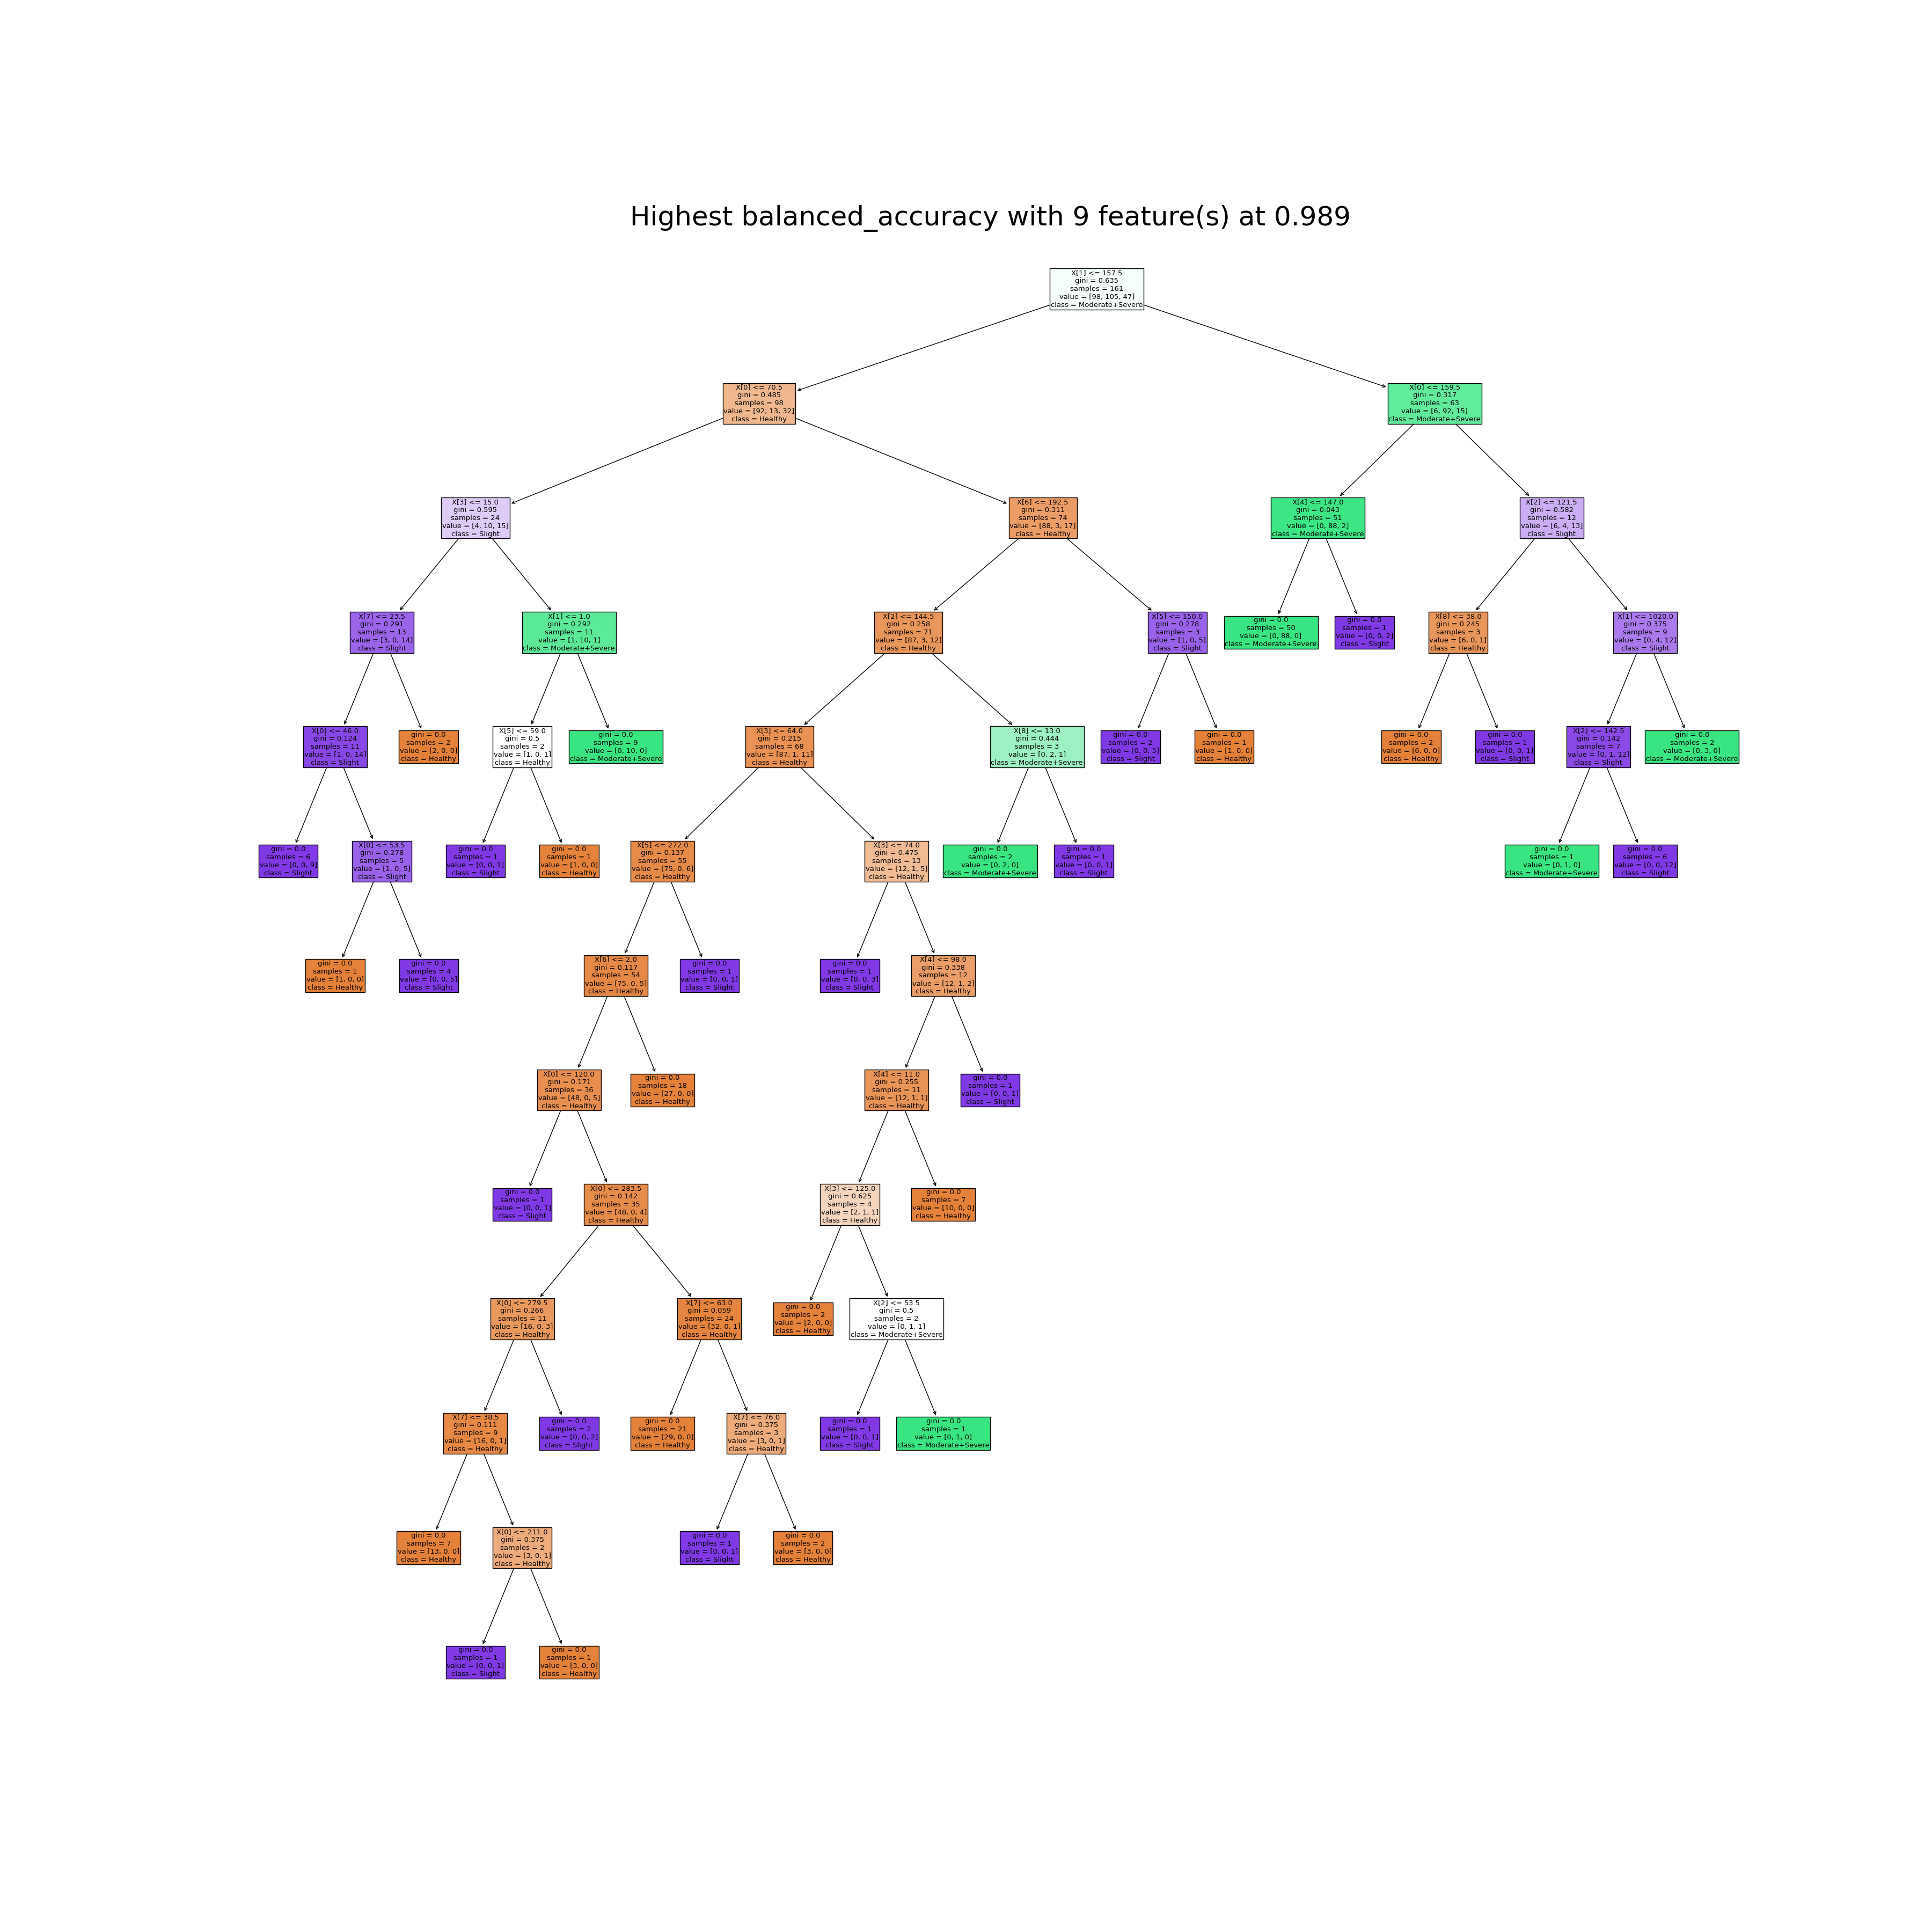 Highest balanced_accuracy with 9 feature(s) at 0.989
X[1] <= 157.5
gini = 0.635
samples = 161
value = [98, 105, 47]
class = Moderate+Severe
X[0] <= 70.5
gini = 0.485
samples = 98
value = [92, 13, 32]
class = Healthy
X[0] <= 159.5
gini = 0.317
samples = 63
value = [6, 92, 15]
class = Moderate+Severe
X[3] <= 15.0
gini = 0.595
samples = 24
value = [4, 10, 15]
class = Slight
X[6] <= 192.5
gini = 0.311
samples = 74
value = [88, 3, 17]
class = Healthy
X[4] <= 147.0
gini = 0.043
samples = 51
value = [0, 88, 2]
class = Moderate+Severe
X[2] <= 121.5
gini = 0.582
samples = 12
value = [6, 4, 13]
class = Slight
X[7] <= 23.5
gini = 0.291
samples = 13
value = [3, 0, 14]
class = Slight
X[1] <= 1.0
gini = 0.292
samples = 11
value = [1, 10, 1]
class = Moderate+Severe
X[2] <= 144.5
gini = 0.258
samples = 71
value = [87, 3, 12]
class = Healthy
X[5] <= 150.0
gini = 0.278
samples = 3
value = [1, 0, 5]
class = Slight
gini = 0.0
samples = 50
value = [0, 88, 0]
class = Moderate+Severe
gini = 0.0
samples = 1
value = [0, 0, 2]
class = Slight
X[8] <= 38.0
gini = 0.245
samples = 3
value = [6, 0, 1]
class = Healthy
X[1] <= 1020.0
gini = 0.375
samples = 9
value = [0, 4, 12]
class = Slight
X[0] <= 46.0
gini = 0.124
samples = 11
value = [1, 0, 14]
class = Slight
gini = 0.0
samples = 2
value = [2, 0, 0]
class = Healthy
X[5] <= 59.0
gini = 0.5
samples = 2
value = [1, 0, 1]
class = Healthy
gini = 0.0
samples = 9
value = [0, 10, 0]
class = Moderate+Severe
X[3] <= 64.0
gini = 0.215
samples = 68
value = [87, 1, 11]
class = Healthy
X[8] <= 13.0
gini = 0.444
samples = 3
value = [0, 2, 1]
class = Moderate+Severe
gini = 0.0
samples = 2
value = [0, 0, 5]
class = Slight
gini = 0.0
samples = 1
value = [1, 0, 0]
class = Healthy
gini = 0.0
samples = 2
value = [6, 0, 0]
class = Healthy
gini = 0.0
samples = 1
value = [0, 0, 1]
class = Slight
X[2] <= 142.5
gini = 0.142
samples = 7
value = [0, 1, 12]
class = Slight
gini = 0.0
samples = 2
value = [0, 3, 0]
class = Moderate+Severe
gini = 0.0
samples = 6
value = [0, 0, 9]
class = Slight
X[0] <= 53.5
gini = 0.278
samples = 5
value = [1, 0, 5]
class = Slight
gini = 0.0
samples = 1
value = [0, 0, 1]
class = Slight
gini = 0.0
samples = 1
value = [1, 0, 0]
class = Healthy
X[5] <= 272.0
gini = 0.137
samples = 55
value = [75, 0, 6]
class = Healthy
X[3] <= 74.0
gini = 0.475
samples = 13
value = [12, 1, 5]
class = Healthy
gini = 0.0
samples = 2
value = [0, 2, 0]
class = Moderate+Severe
gini = 0.0
samples = 1
value = [0, 0, 1]
class = Slight
gini = 0.0
samples = 1
value = [0, 1, 0]
class = Moderate+Severe
gini = 0.0
samples = 6
value = [0, 0, 12]
class = Slight
gini = 0.0
samples = 1
value = [1, 0, 0]
class = Healthy
gini = 0.0
samples = 4
value = [0, 0, 5]
class = Slight
X[6] <= 2.0
gini = 0.117
samples = 54
value = [75, 0, 5]
class = Healthy
gini = 0.0
samples = 1
value = [0, 0, 1]
class = Slight
gini = 0.0
samples = 1
value = [0, 0, 3]
class = Slight
X[4] <= 98.0
gini = 0.338
samples = 12
value = [12, 1, 2]
class = Healthy
X[0] <= 120.0
gini = 0.171
samples = 36
value = [48, 0, 5]
class = Healthy
gini = 0.0
samples = 18
value = [27, 0, 0]
class = Healthy
X[4] <= 11.0
gini = 0.255
samples = 11
value = [12, 1, 1]
class = Healthy
gini = 0.0
samples = 1
value = [0, 0, 1]
class = Slight
gini = 0.0
samples = 1
value = [0, 0, 1]
class = Slight
X[0] <= 283.5
gini = 0.142
samples = 35
value = [48, 0, 4]
class = Healthy
X[3] <= 125.0
gini = 0.625
samples = 4
value = [2, 1, 1]
class = Healthy
gini = 0.0
samples = 7
value = [10, 0, 0]
class = Healthy
X[0] <= 279.5
gini = 0.266
samples = 11
value = [16, 0, 3]
class = Healthy
X[7] <= 63.0
gini = 0.059
samples = 24
value = [32, 0, 1]
class = Healthy
gini = 0.0
samples = 2
value = [2, 0, 0]
class = Healthy
X[2] <= 53.5
gini = 0.5
samples = 2
value = [0, 1, 1]
class = Moderate+Severe
X[7] <= 38.5
gini = 0.111
samples = 9
value = [16, 0, 1]
class = Healthy
gini = 0.0
samples = 2
value = [0, 0, 2]
class = Slight
gini = 0.0
samples = 21
value = [29, 0, 0]
class = Healthy
X[7] <= 76.0
gini = 0.375
samples = 3
value = [3, 0, 1]
class = Healthy
gini = 0.0
samples = 1
value = [0, 0, 1]
class = Slight
gini = 0.0
samples = 1
value = [0, 1, 0]
class = Moderate+Severe
gini = 0.0
samples = 7
value = [13, 0, 0]
class = Healthy
X[0] <= 211.0
gini = 0.375
samples = 2
value = [3, 0, 1]
class = Healthy
gini = 0.0
samples = 1
value = [0, 0, 1]
class = Slight
gini = 0.0
samples = 2
value = [3, 0, 0]
class = Healthy
gini = 0.0
samples = 1
value = [0, 0, 1]
class = Slight
gini = 0.0
samples = 1
value = [3, 0, 0]
class = Healthy